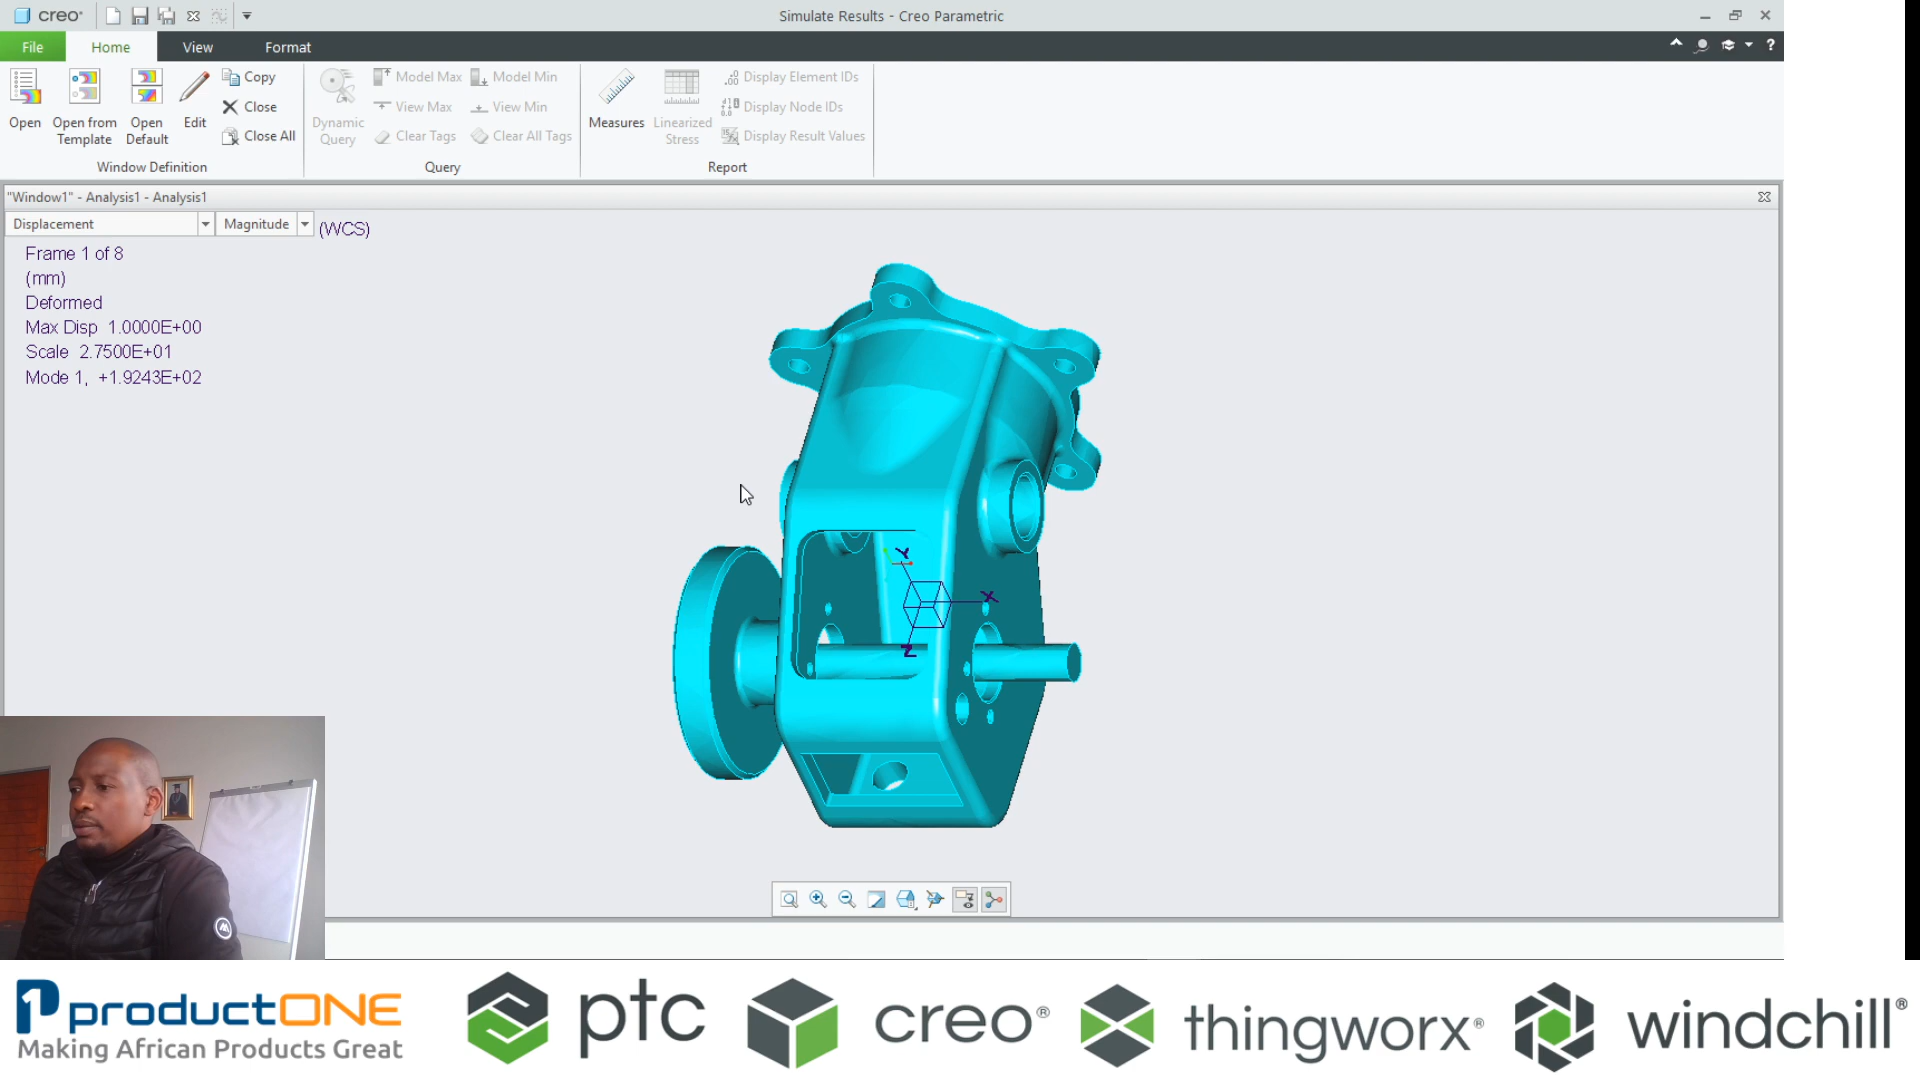 creo®
Simulate Results - Creo Parametric
File
Home
View
Format
?
Open
Open from Template
Open Default
Edit
Copy
Close
Close All
Window Definition
Dynamic Query
Model Max
View Max
Clear Tags
Model Min
View Min
Clear All Tags
Query
Measures
Linearized Stress
Display Element IDs
Display Node IDs
Display Result Values
Report
"Window1" - Analysis1 - Analysis1
Displacement
Magnitude
(WCS)
Frame 1 of 8
(mm)
Deformed
Max Disp 1.0000E+00
Scale 2.7500E+01
Mode 1, +1.9243E+02
Y
X
Z
productONE
Making African Products Great
ptc
creo®
thingworx®
windchill®